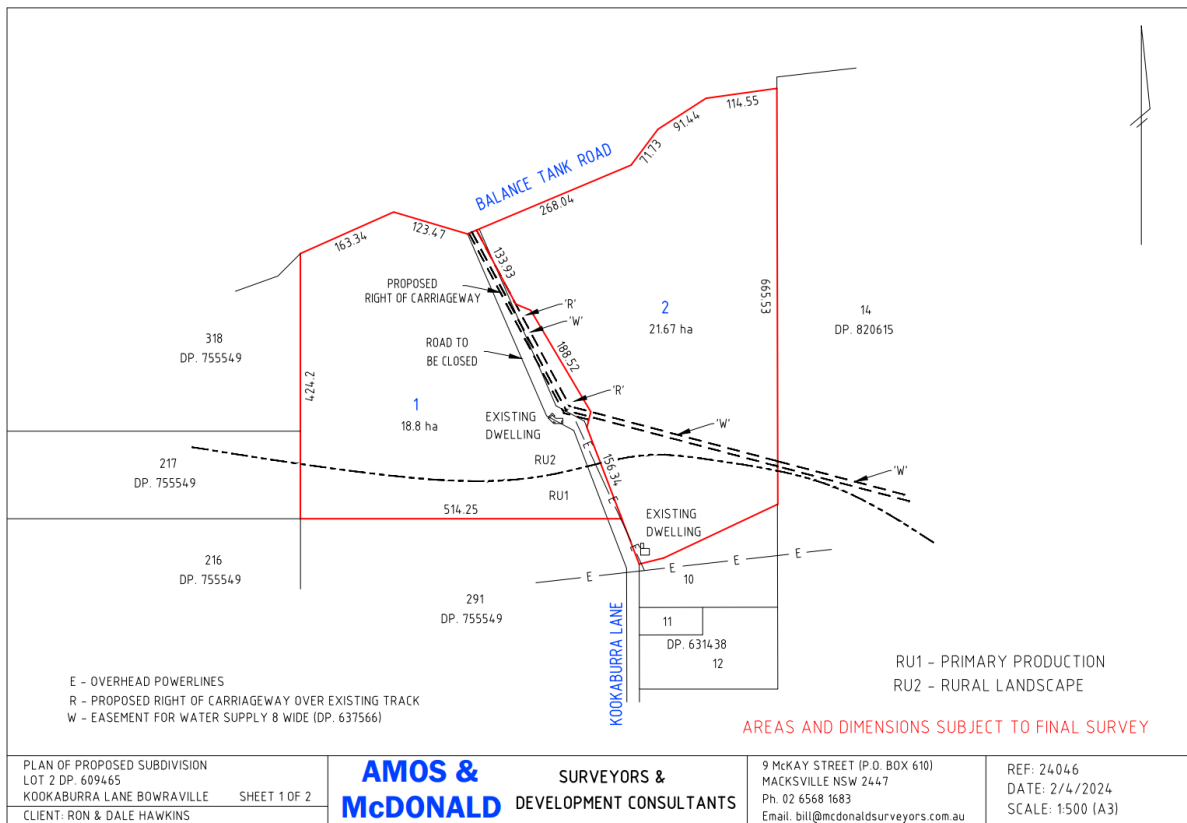 114.55
91.44
71.73
BALANCE TANK ROAD
268.04
163.34
123.47
133.93
PROPOSED
RIGHT OF CARRIAGEWAY
'R'
'W'
665.53
2
21.67 ha
14
DP. 820615
318
DP. 755549
ROAD TO
BE CLOSED
188.52
424.2
'R'
1
18.8 ha
EXISTING
DWELLING
'W'
E
217
DP. 755549
RU2
156.34
'W'
RU1
E
514.25
EXISTING
DWELLING
216
DP. 755549
E
E
E
E
E
10
291
DP. 755549
KOOKABURRA LANE
11
DP. 631438
12
RU1 - PRIMARY PRODUCTION
RU2 - RURAL LANDSCAPE
E - OVERHEAD POWERLINES
R - PROPOSED RIGHT OF CARRIAGEWAY OVER EXISTING TRACK
W - EASEMENT FOR WATER SUPPLY 8 WIDE (DP. 637566)
AREAS AND DIMENSIONS SUBJECT TO FINAL SURVEY
PLAN OF PROPOSED SUBDIVISION
LOT 2 DP. 609465
KOOKABURRA LANE BOWRAVILLE SHEET 1 OF 2
CLIENT: RON & DALE HAWKINS
AMOS &
McDONALD
SURVEYORS &
DEVELOPMENT CONSULTANTS
9 McKAY STREET (P.O. BOX 610)
MACKSVILLE NSW 2447
Ph. 02 6568 1683
Email. bill@mcdonaldsurveyors.com.au
REF: 24046
DATE: 2/4/2024
SCALE: 1:500 (A3)